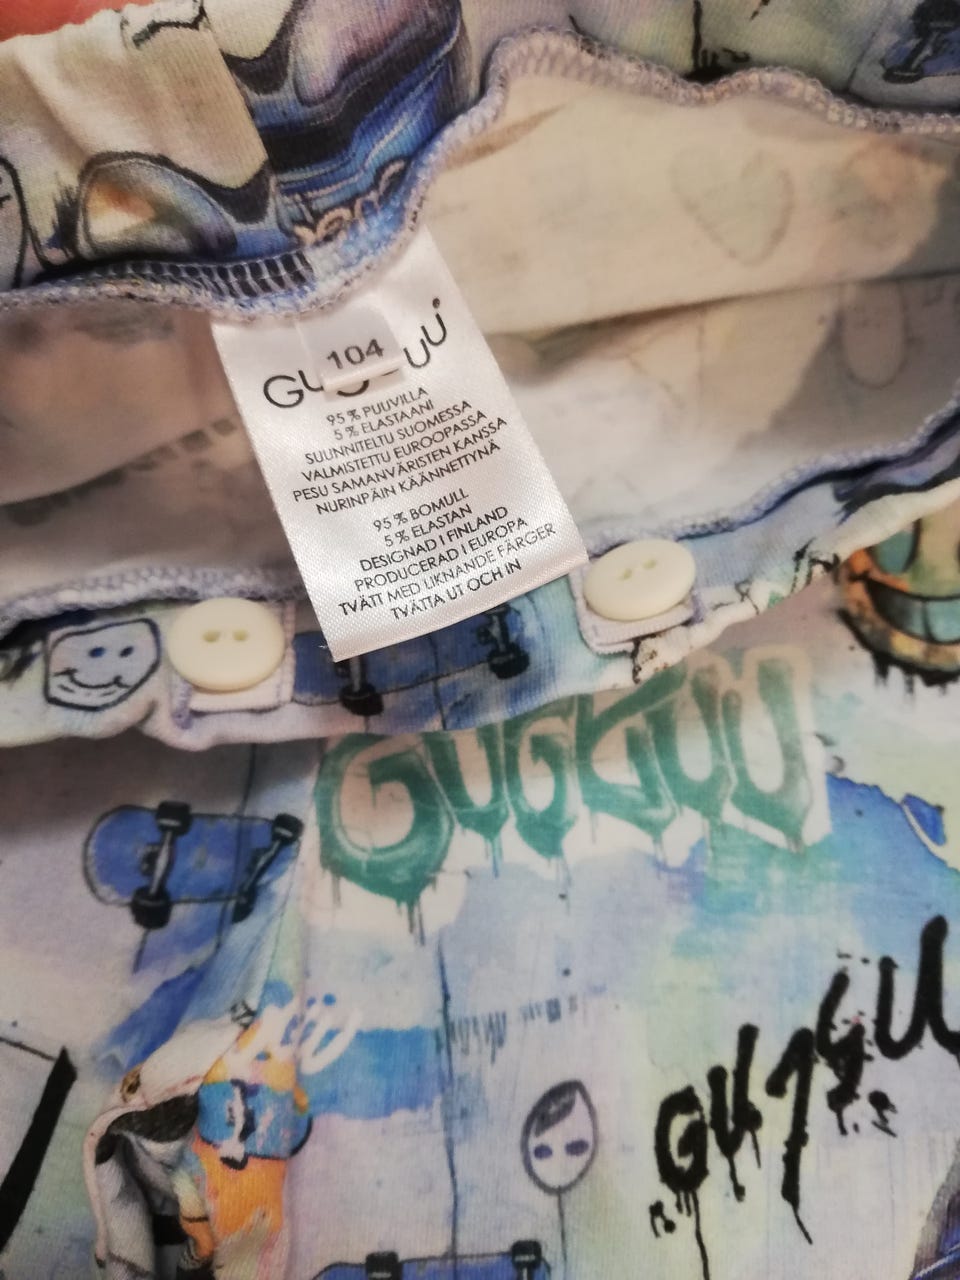 104
95 % PUUVILLA
5 % ELASTAANI
SUUNNITELTU SUOMESSA
VALMISTETTU EUROOPASSA
PESU SAMANVÄRISTEN KANSSA
NURINPÄIN KÄÄNNETTYNÄ
95 % BOMULL
5 % ELASTAN
DESIGNAD I FINLAND
PRODUCERAD I EUROPA
TVÄTT MED LIKNANDE FÄRGER
TVÄTTA UT OCH IN
GUGGUU